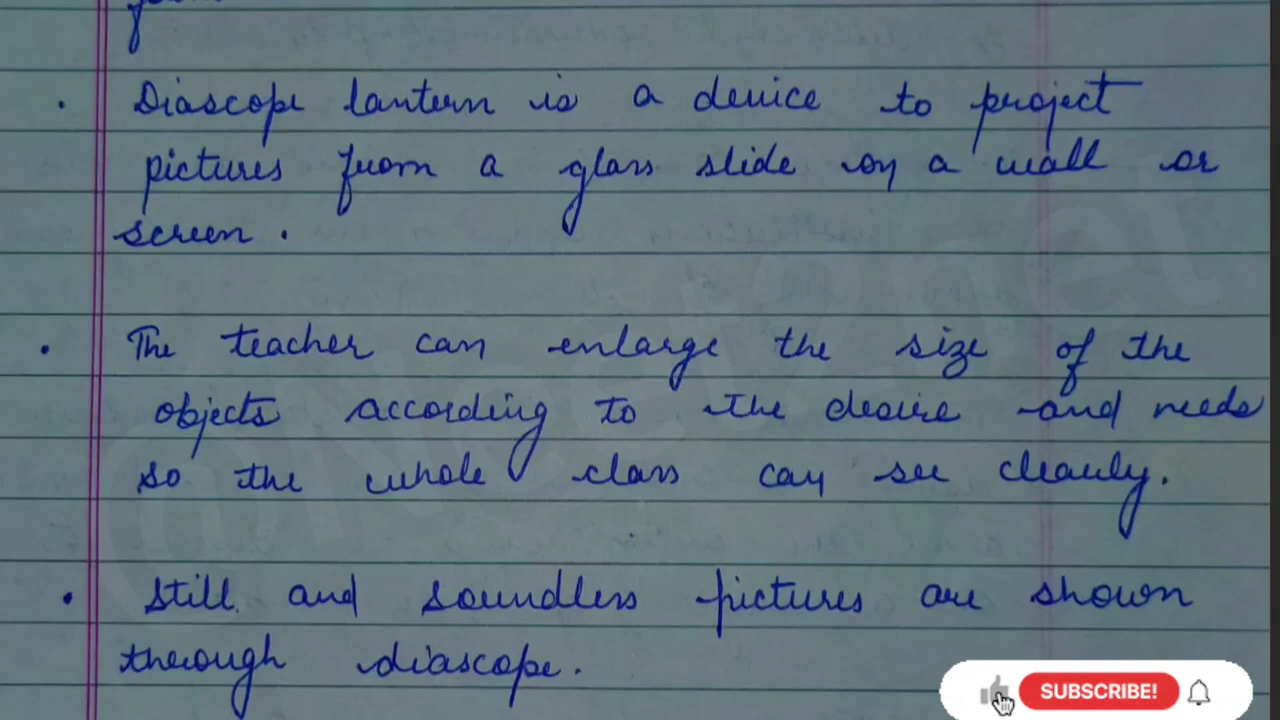 • Diascope lantern is a device to project
pictures from a glass slide on a wall or
screen.
• The teacher can enlarge the size of the
objects according to the desire and needs
so the whole class can see clearly.
• Still and soundless pictures are shown
through diascope.
SUBSCRIBE!